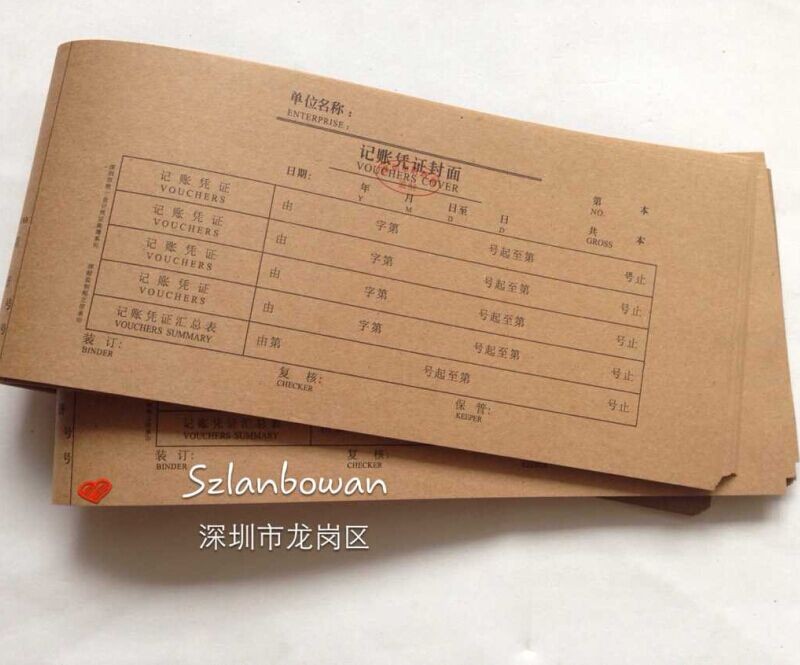 单位名称：
ENTERPRISE：
记账凭证封面
VOUCHERS COVER
日期： 年 月 日至 日
Y M D D
第 本
NO.
共 本
GROSS
记账凭证 由 字第 号起至第 号止
VOUCHERS
记账凭证 由 字第 号起至第 号止
VOUCHERS
记账凭证 由 字第 号起至第 号止
VOUCHERS
记账凭证 由 字第 号起至第 号止
VOUCHERS
记账凭证汇总表 由第 号起至第 号止
VOUCHERS SUMMARY
装订： 复核： 保管：
BINDER CHECKER KEEPER
记账凭证汇总表
VOUCHERS SUMMARY
装订： 复核：
BINDER CHECKER KEEPER
号
号
Szlanbowan
深圳市龙岗区